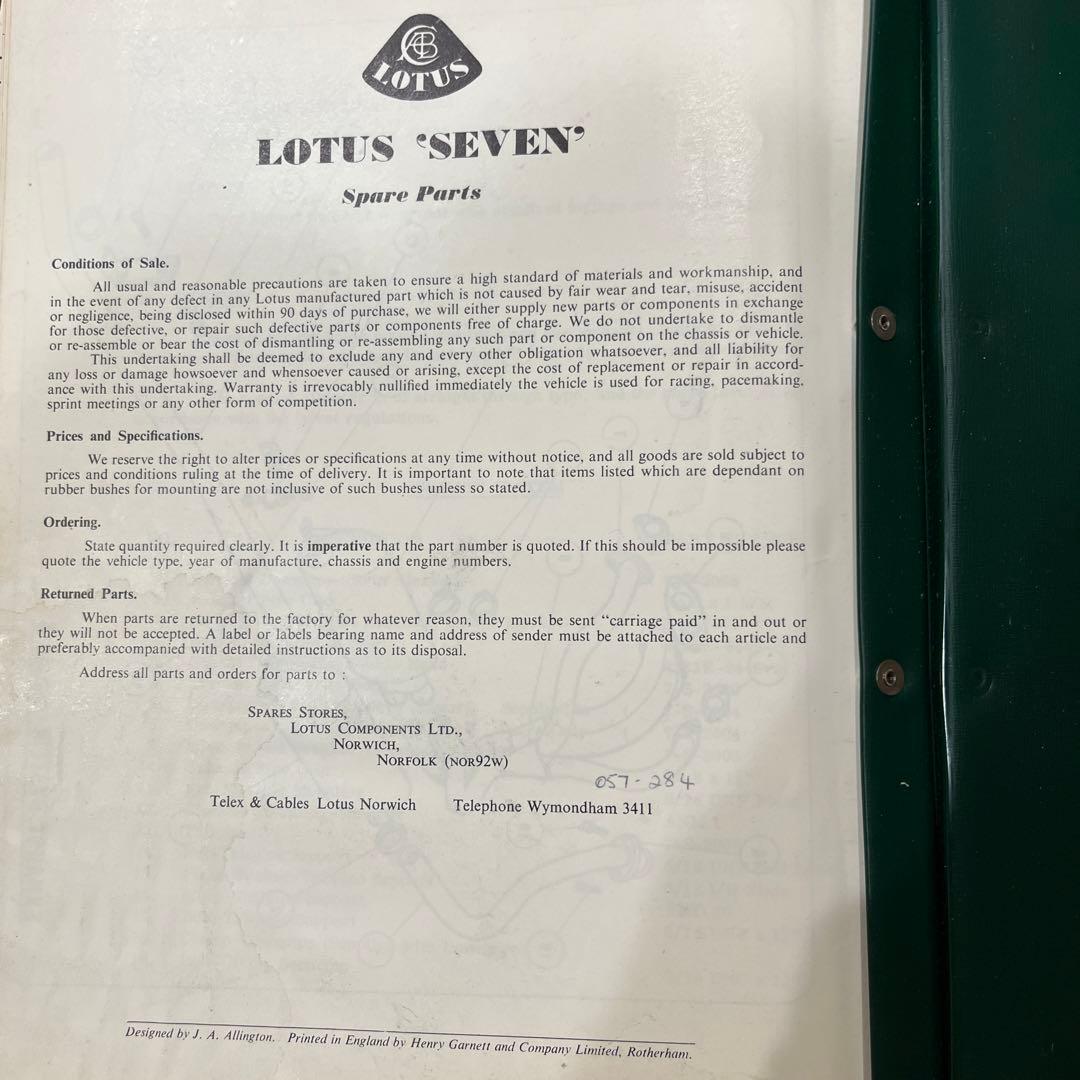 ACBC
LOTUS
LOTUS ‘SEVEN’
Spare Parts
Conditions of Sale.
All usual and reasonable precautions are taken to ensure a high standard of materials and workmanship, and
in the event of any defect in any Lotus manufactured part which is not caused by fair wear and tear, misuse, accident
or negligence, being disclosed within 90 days of purchase, we will either supply new parts or components in exchange
for those defective, or repair such defective parts or components free of charge. We do not undertake to dismantle
or re-assemble or bear the cost of dismantling or re-assembling any such part or component on the chassis or vehicle.
This undertaking shall be deemed to exclude any and every other obligation whatsoever, and all liability for
any loss or damage howsoever and whensoever caused or arising, except the cost of replacement or repair in accord-
ance with this undertaking. Warranty is irrevocably nullified immediately the vehicle is used for racing, pacemaking,
sprint meetings or any other form of competition.
Prices and Specifications.
We reserve the right to alter prices or specifications at any time without notice, and all goods are sold subject to
prices and conditions ruling at the time of delivery. It is important to note that items listed which are dependant on
rubber bushes for mounting are not inclusive of such bushes unless so stated.
Ordering.
State quantity required clearly. It is imperative that the part number is quoted. If this should be impossible please
quote the vehicle type, year of manufacture, chassis and engine numbers.
Returned Parts.
When parts are returned to the factory for whatever reason, they must be sent “carriage paid” in and out or
they will not be accepted. A label or labels bearing name and address of sender must be attached to each article and
preferably accompanied with detailed instructions as to its disposal.
Address all parts and orders for parts to :
SPARES STORES,
LOTUS COMPONENTS LTD.,
NORWICH,
NORFOLK (NOR92W)
057-284
Telex & Cables Lotus Norwich Telephone Wymondham 3411
Designed by J. A. Allington. Printed in England by Henry Garnett and Company Limited, Rotherham.